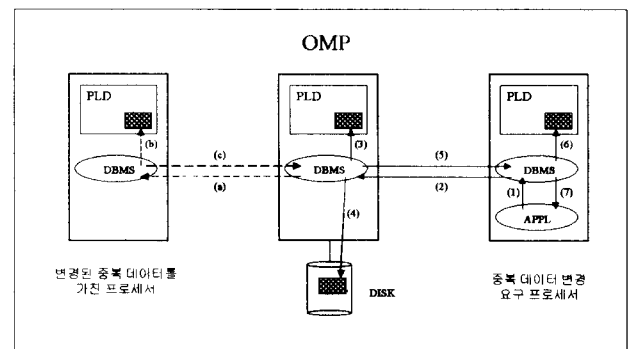 OMP
PLD
PLD
PLD
(b)
(3)
(6)
(c)
(5)
DBMS
DBMS
DBMS
(a)
(2)
(1)
(7)
(4)
APPL
변경된 중복 데이터를
가진 프로세서
DISK
중복 데이터 변경
요구 프로세서